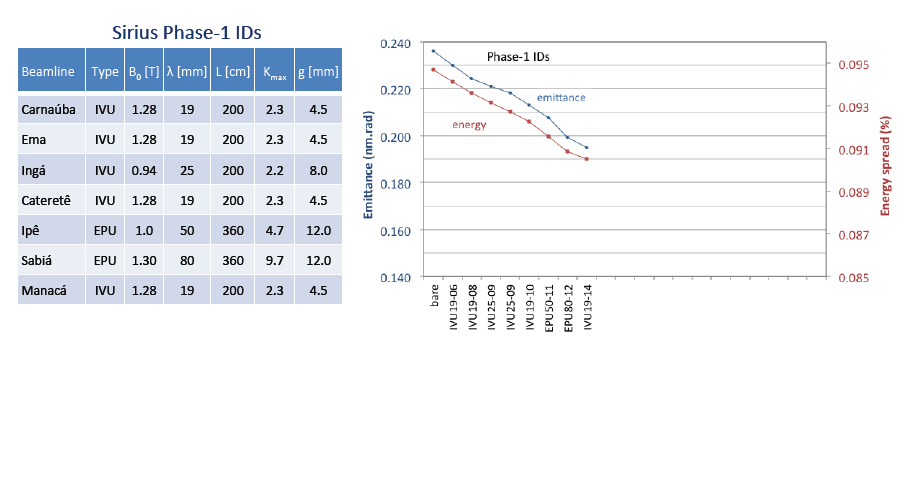 Sirius Phase-1 IDs
Beamline Type B0 [T] λ [mm] L [cm] Kmax g [mm]
Carnaúba IVU 1.28 19 200 2.3 4.5
Ema IVU 1.28 19 200 2.3 4.5
Ingá IVU 0.94 25 200 2.2 8.0
Cateretê IVU 1.28 19 200 2.3 4.5
Ipê EPU 1.0 50 360 4.7 12.0
Sabiá EPU 1.30 80 360 9.7 12.0
Manacá IVU 1.28 19 200 2.3 4.5
Phase-1 IDs
emittance
energy
Emittance (nm.rad)
0.240
0.220
0.200
0.180
0.160
0.140
Energy spread (%)
0.095
0.093
0.091
0.089
0.087
0.085
bare
IVU19-06
IVU19-08
IVU25-09
IVU25-09
IVU19-10
EPU50-11
EPU80-12
IVU19-14